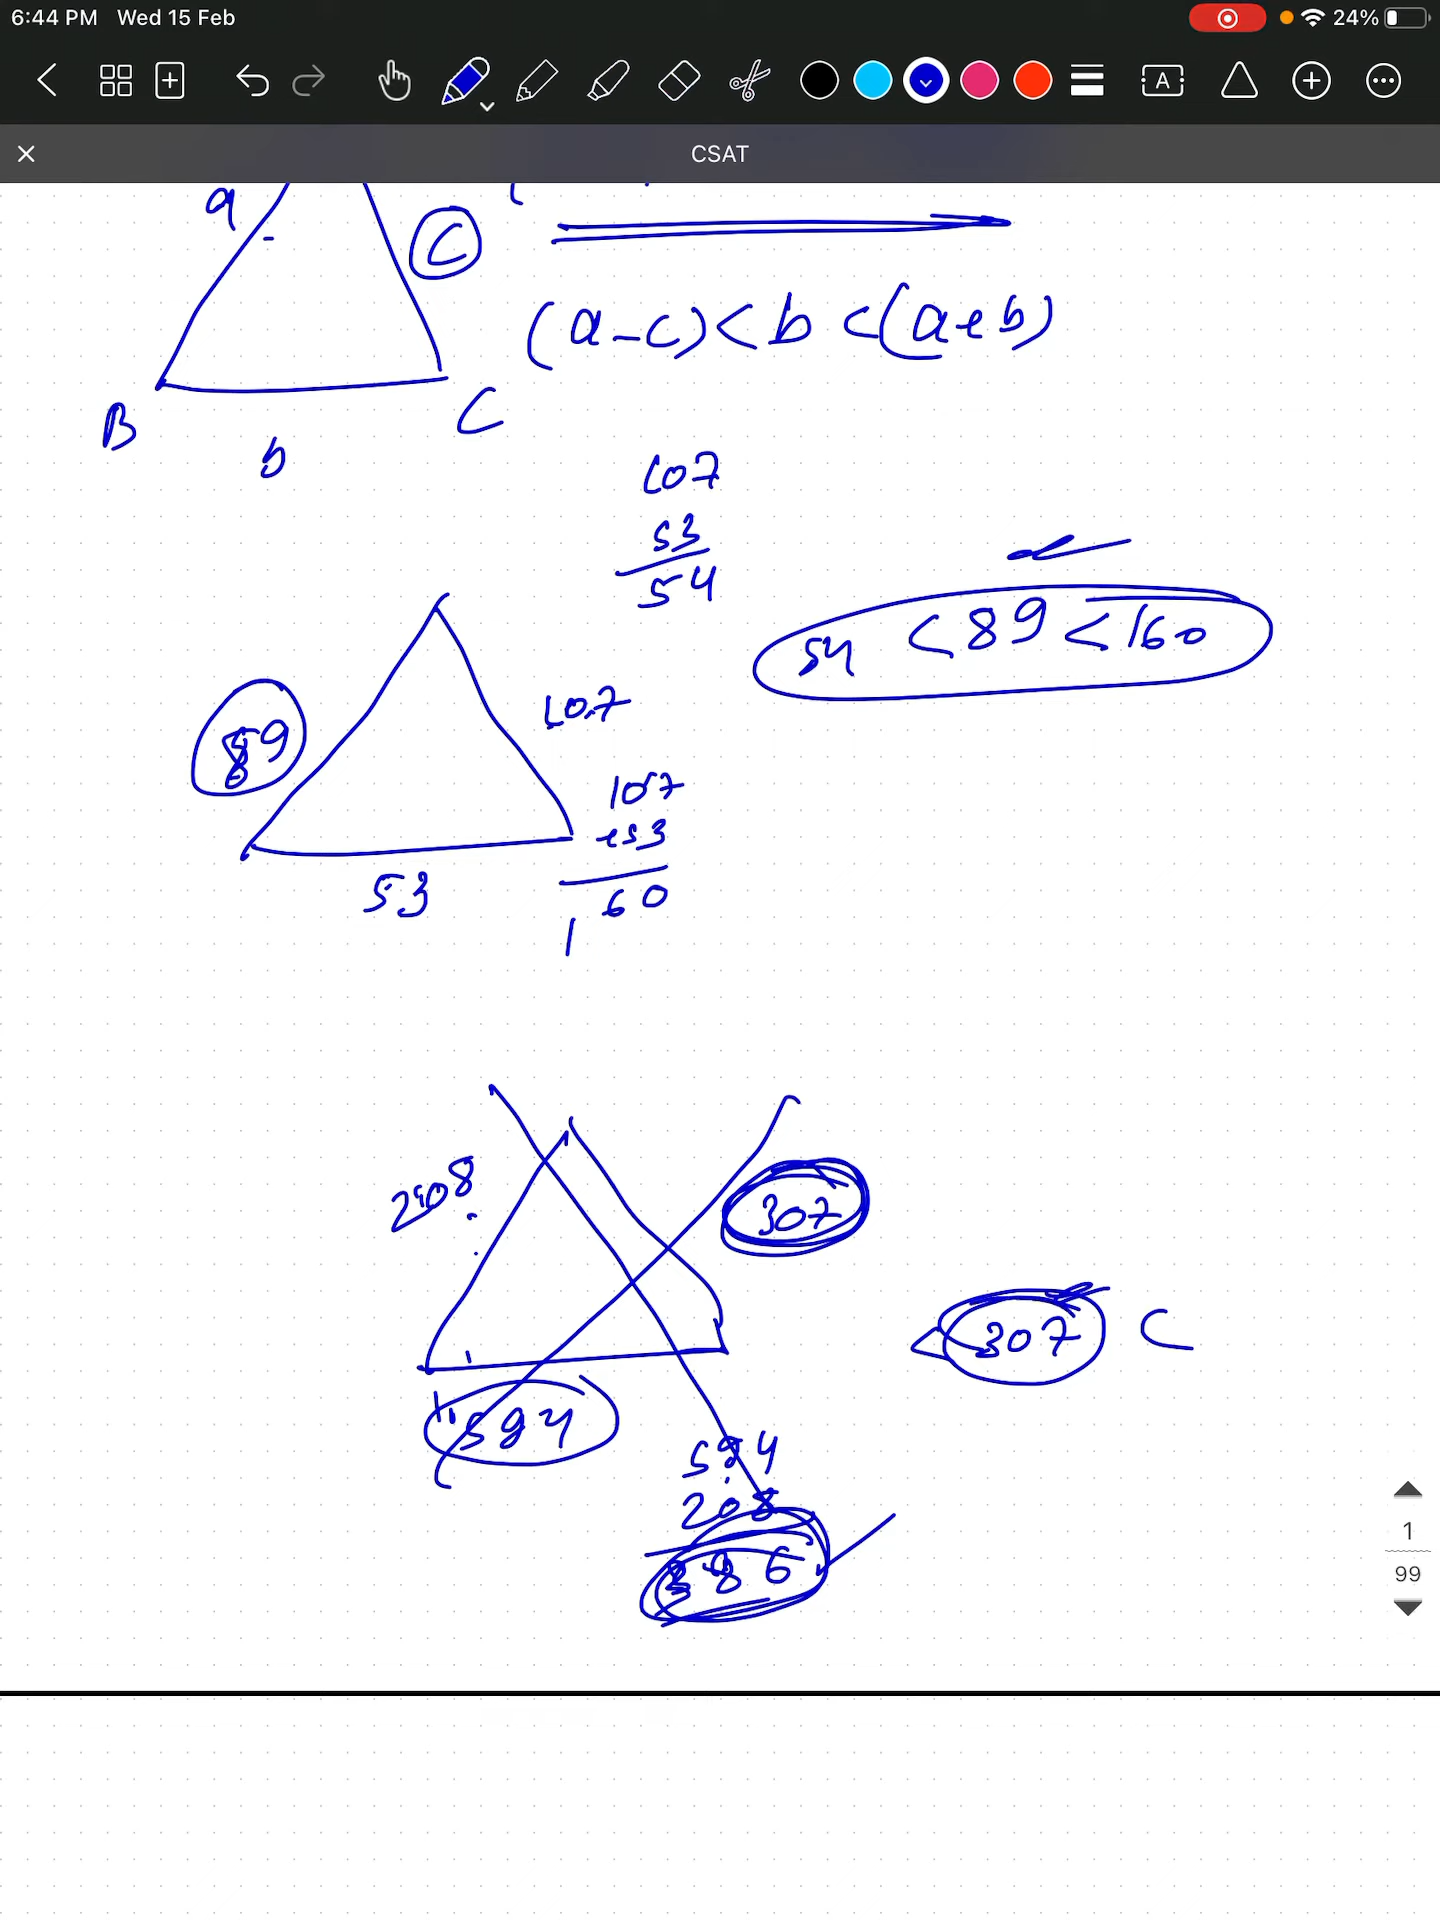 6:44 PM Wed 15 Feb 24%
A
CSAT
a
C
(a-c)<b<(a+b)
B
C
b
107
53
54
54 <89<160
89
107
107
+53
160
53
208
307
307 <
594
594
208
386
1
99